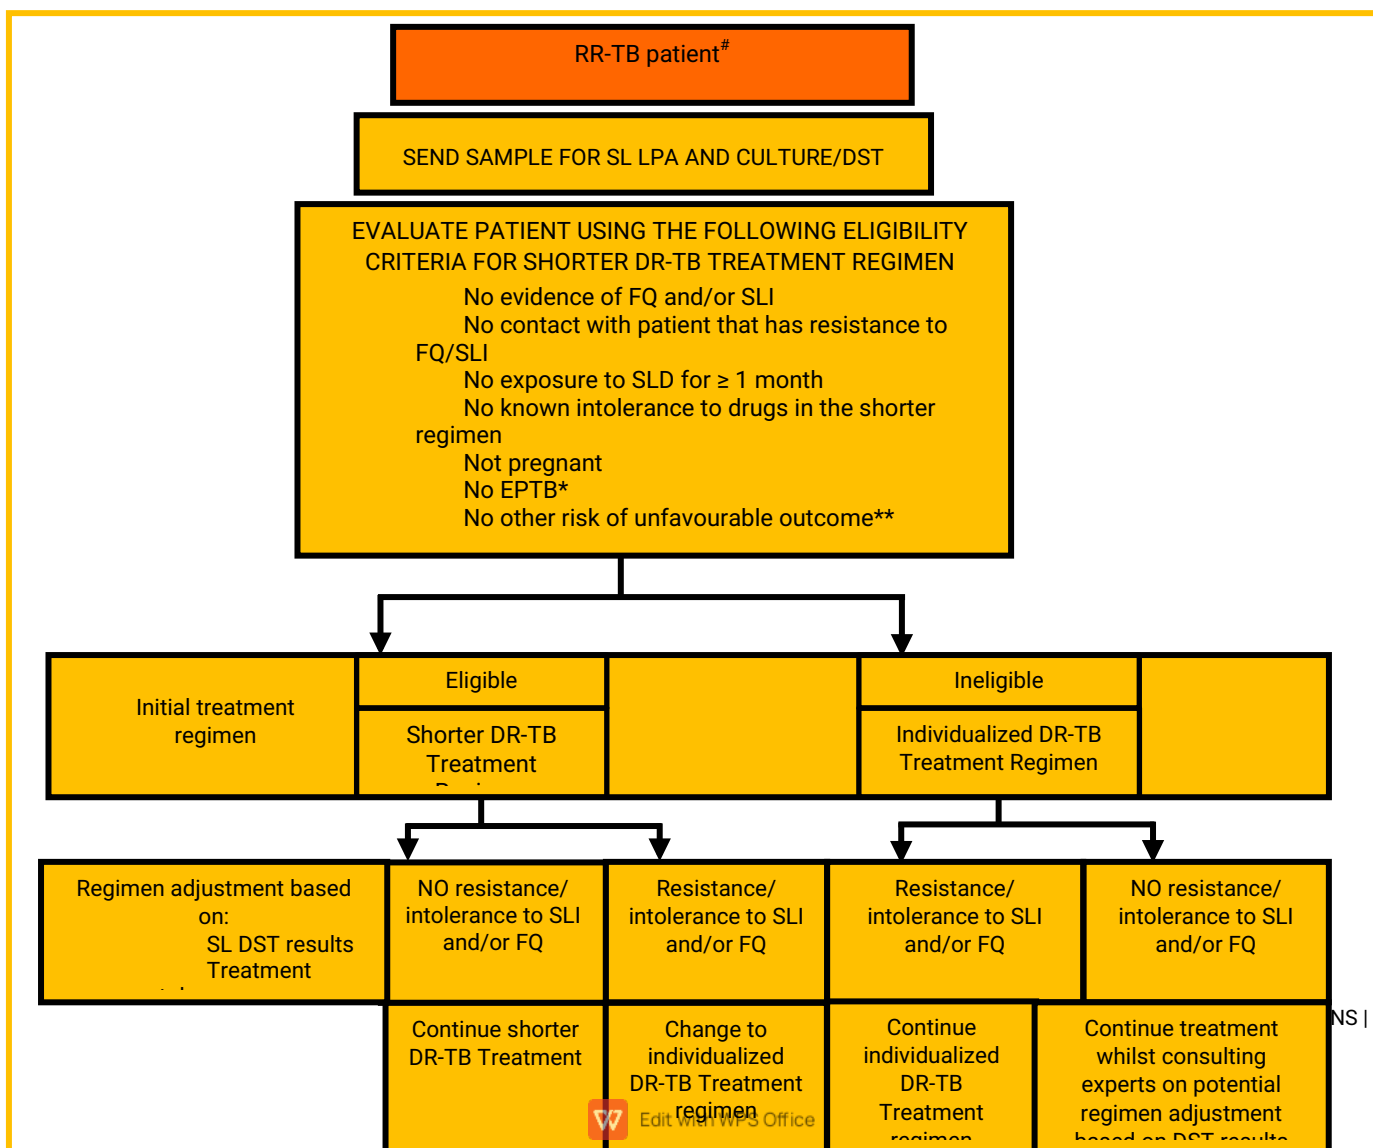 RR-TB patient#
SEND SAMPLE FOR SL LPA AND CULTURE/DST
EVALUATE PATIENT USING THE FOLLOWING ELIGIBILITY
CRITERIA FOR SHORTER DR-TB TREATMENT REGIMEN
No evidence of FQ and/or SLI
No contact with patient that has resistance to
FQ/SLI
No exposure to SLD for ≥ 1 month
No known intolerance to drugs in the shorter
regimen
Not pregnant
No EPTB*
No other risk of unfavourable outcome**
Initial treatment
regimen
Eligible
Shorter DR-TB
Treatment
Ineligible
Individualized DR-TB
Treatment Regimen
Regimen adjustment based
on:
SL DST results
Treatment
NO resistance/
intolerance to SLI
and/or FQ
Resistance/
intolerance to SLI
and/or FQ
Resistance/
intolerance to SLI
and/or FQ
NO resistance/
intolerance to SLI
and/or FQ
Continue shorter
DR-TB Treatment
Change to
individualized
DR-TB Treatment
regimen
Continue
individualized
DR-TB
Treatment
regimen
Continue treatment
whilst consulting
experts on potential
regimen adjustment
based on DST results
NS |
Edit with WPS Office